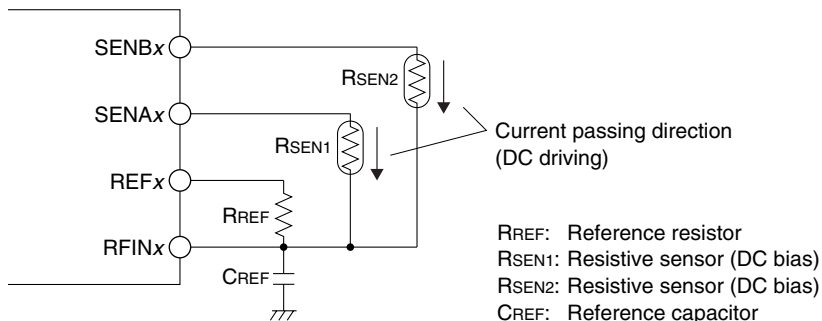 SENBx
RSEN2
SENAx
RSEN1
Current passing direction
(DC driving)
REFx
RREF
RFINx
CREF
RREF: Reference resistor
RSEN1: Resistive sensor (DC bias)
RSEN2: Resistive sensor (DC bias)
CREF: Reference capacitor